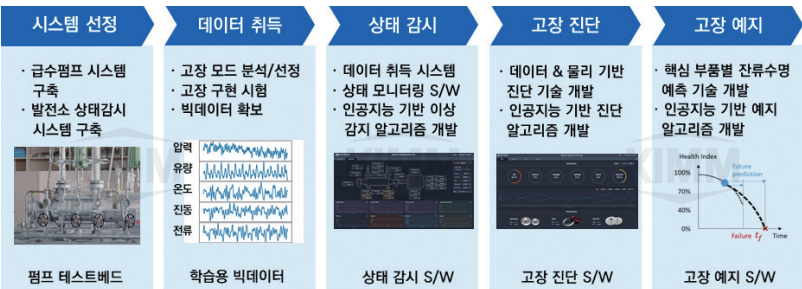 시스템 선정
데이터 취득
상태 감시
고장 진단
고장 예지
· 급수펌프 시스템
구축
· 발전소 상태감시
시스템 구축
펌프 테스트베드
· 고장 모드 분석/선정
· 고장 구현 시험
· 빅데이터 확보
압력
유량
온도
진동
전류
학습용 빅데이터
· 데이터 취득 시스템
· 상태 모니터링 S/W
· 인공지능 기반 이상
감지 알고리즘 개발
상태 감시 S/W
· 데이터 & 물리 기반
진단 기술 개발
· 인공지능 기반 진단
알고리즘 개발
고장 진단 S/W
· 핵심 부품별 잔류수명
예측 기술 개발
· 인공지능 기반 예지
알고리즘 개발
Health Index
100%
70%
40%
0%
Future
prediction
Failure tf
Time
고장 예지 S/W
KIMM